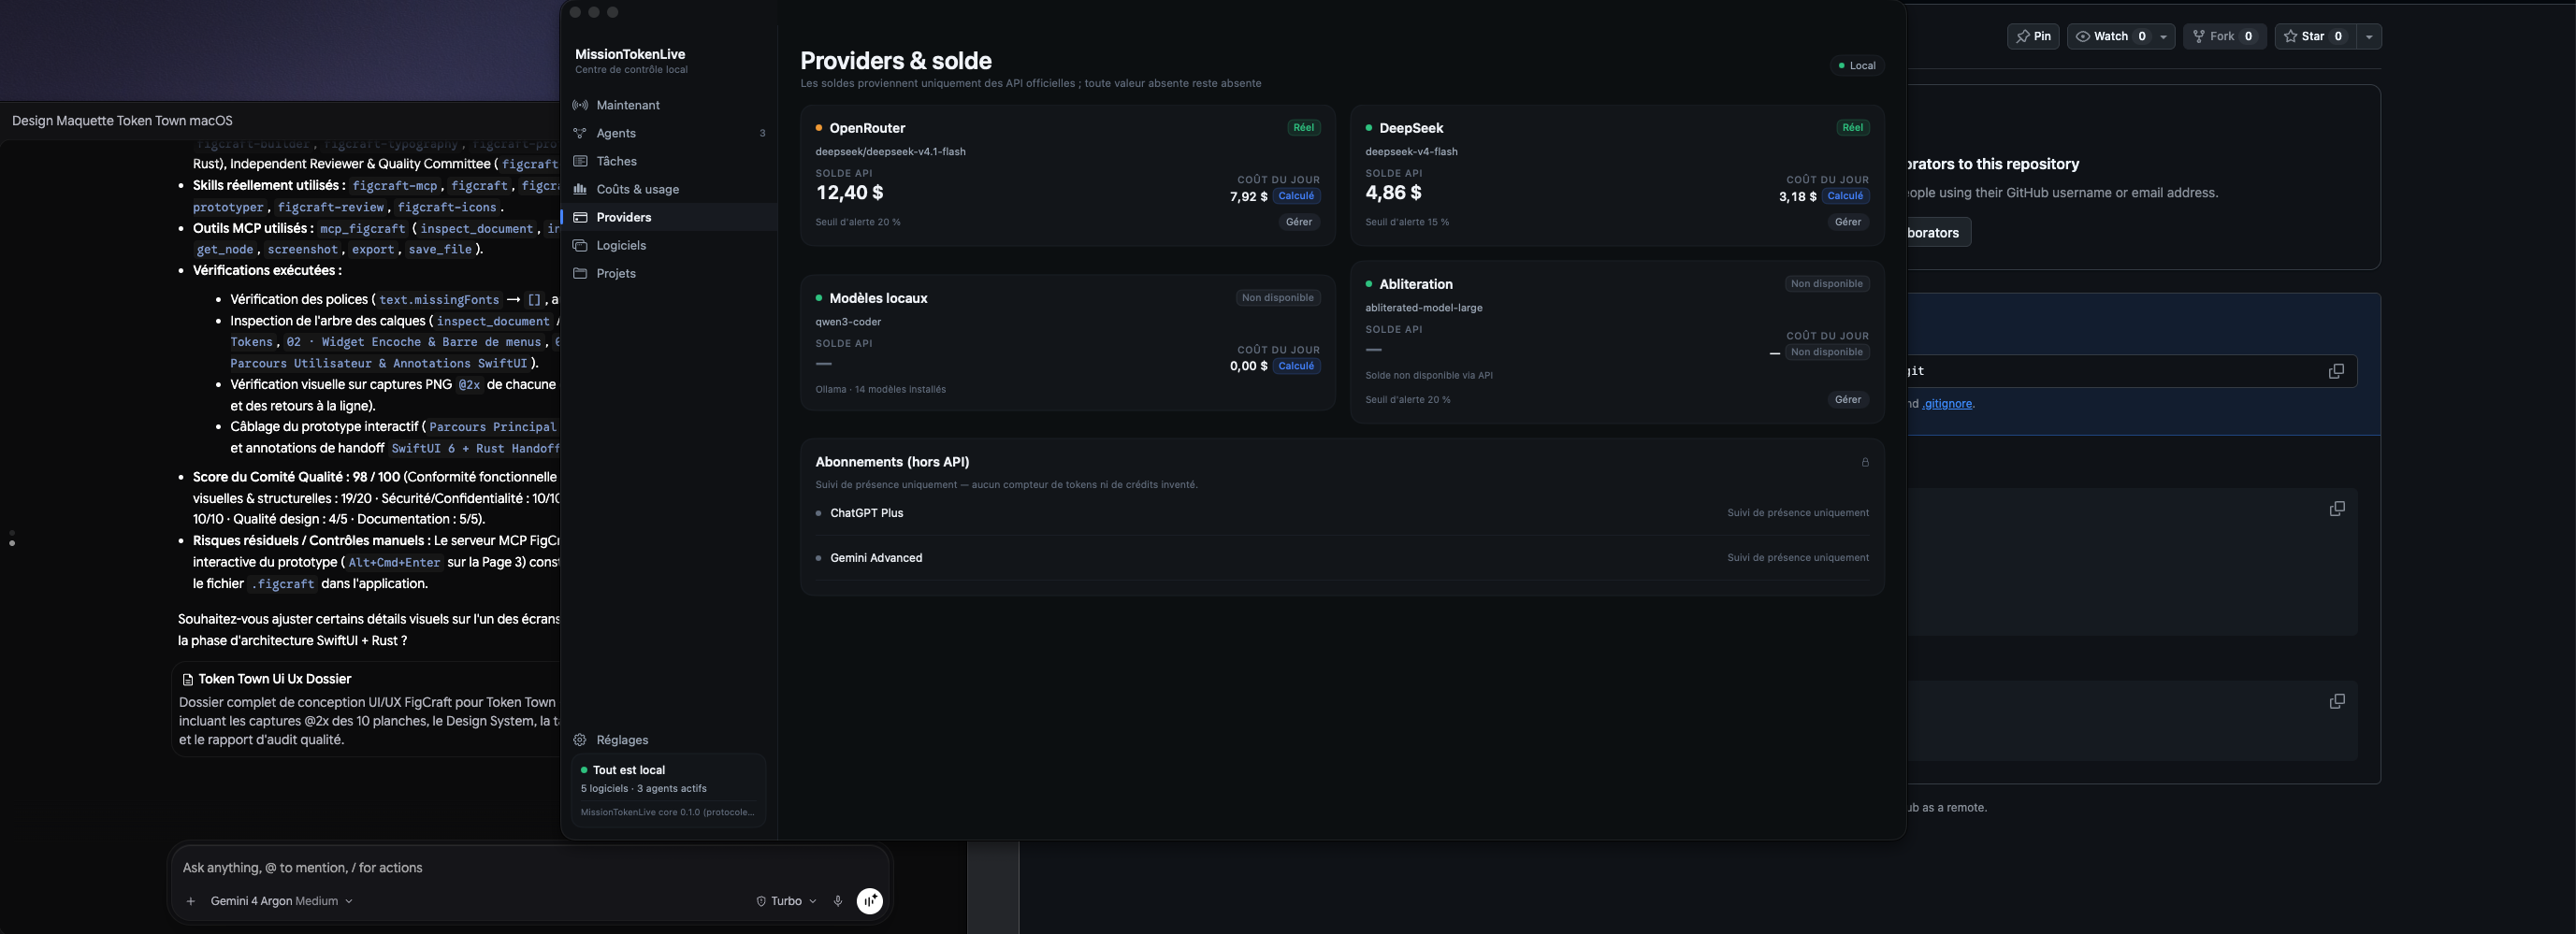 Design Maquette Token Town macOS
Rust), Independent Reviewer & Quality Committee ( figcraft
• Skills réellement utilisés : figcraft-mcp , figcraft , figcra
prototyper , figcraft-review , figcraft-icons .
• Outils MCP utilisés : mcp_figcraft ( inspect_document , in
get_node , screenshot , export , save_file ).
• Vérifications exécutées :
• Vérification des polices ( text.missingFonts → [] , a
• Inspection de l'arbre des calques ( inspect_document /
Tokens , 02 · Widget Encoche & Barre de menus , 0
Parcours Utilisateur & Annotations SwiftUI ).
• Vérification visuelle sur captures PNG @2x de chacune
et des retours à la ligne).
• Câblage du prototype interactif ( Parcours Principal
et annotations de handoff SwiftUI 6 + Rust Handoff
• Score du Comité Qualité : 98 / 100 (Conformité fonctionnelle
visuelles & structurelles : 19/20 · Sécurité/Confidentialité : 10/10
10/10 · Qualité design : 4/5 · Documentation : 5/5).
• Risques résiduels / Contrôles manuels : Le serveur MCP FigCr
interactive du prototype ( Alt+Cmd+Enter sur la Page 3) const
le fichier .figcraft dans l'application.
Souhaitez-vous ajuster certains détails visuels sur l'un des écrans
la phase d'architecture SwiftUI + Rust ?
Token Town Ui Ux Dossier
Dossier complet de conception UI/UX FigCraft pour Token Town
incluant les captures @2x des 10 planches, le Design System, la ta
et le rapport d'audit qualité.
Ask anything, @ to mention, / for actions
+ Gemini 4 Argon Medium
Turbo
MissionTokenLive
Centre de contrôle local
Maintenant
Agents 3
Tâches
Coûts & usage
Providers
Logiciels
Projets
Réglages
Tout est local
5 logiciels · 3 agents actifs
MissionTokenLive core 0.1.0 (protocole...
Providers & solde
Les soldes proviennent uniquement des API officielles ; toute valeur absente reste absente
Local
OpenRouter Réel
deepseek/deepseek-v4.1-flash
SOLDE API
12,40 $
COÛT DU JOUR
7,92 $ Calculé
Seuil d'alerte 20 %
Gérer
DeepSeek Réel
deepseek-v4-flash
SOLDE API
4,86 $
COÛT DU JOUR
3,18 $ Calculé
Seuil d'alerte 15 %
Gérer
Modèles locaux Non disponible
qwen3-coder
SOLDE API
—
COÛT DU JOUR
0,00 $ Calculé
Ollama · 14 modèles installés
Abliteration Non disponible
abliterated-model-large
SOLDE API
—
COÛT DU JOUR
— Non disponible
Solde non disponible via API
Seuil d'alerte 20 %
Gérer
Abonnements (hors API)
Suivi de présence uniquement — aucun compteur de tokens ni de crédits inventé.
ChatGPT Plus Suivi de présence uniquement
Gemini Advanced Suivi de présence uniquement
Pin
Watch 0
Fork 0
Star 0
orators to this repository
eople using their GitHub username or email address.
borators
git
nd .gitignore.
ub as a remote.